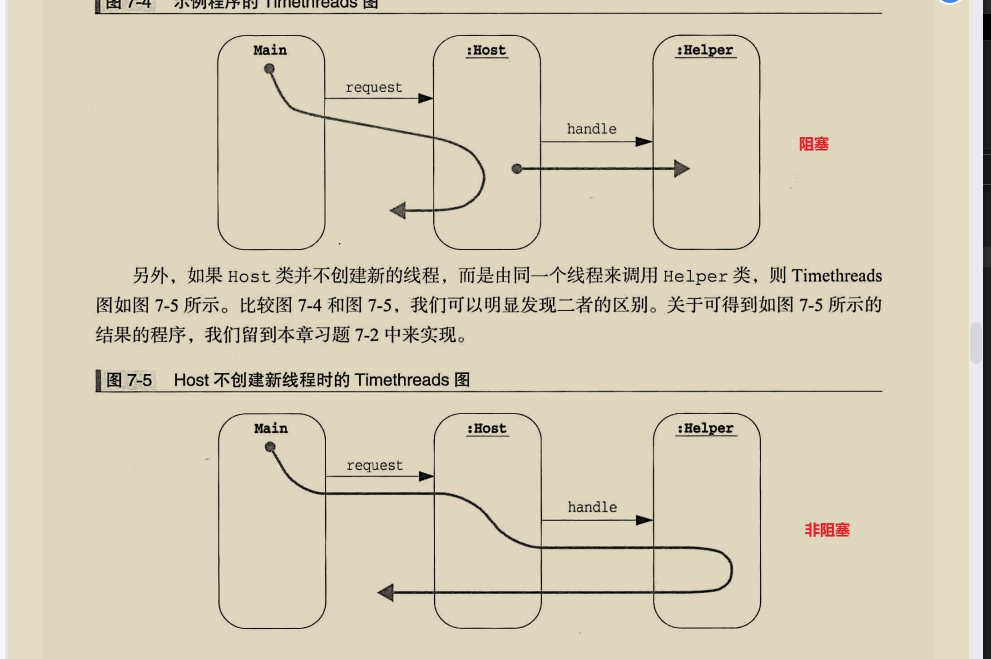 图 7-4 示例程序的 Timethreads 图
Main :Host :Helper
request
handle
阻塞
另外，如果 Host 类并不创建新的线程，而是由同一个线程来调用 Helper 类，则 Timethreads
图如图 7-5 所示。比较图 7-4 和图 7-5，我们可以明显发现二者的区别。关于可得到如图 7-5 所示的
结果的程序，我们留到本章习题 7-2 中来实现。
图 7-5 Host 不创建新线程时的 Timethreads 图
Main :Host :Helper
request
handle
非阻塞